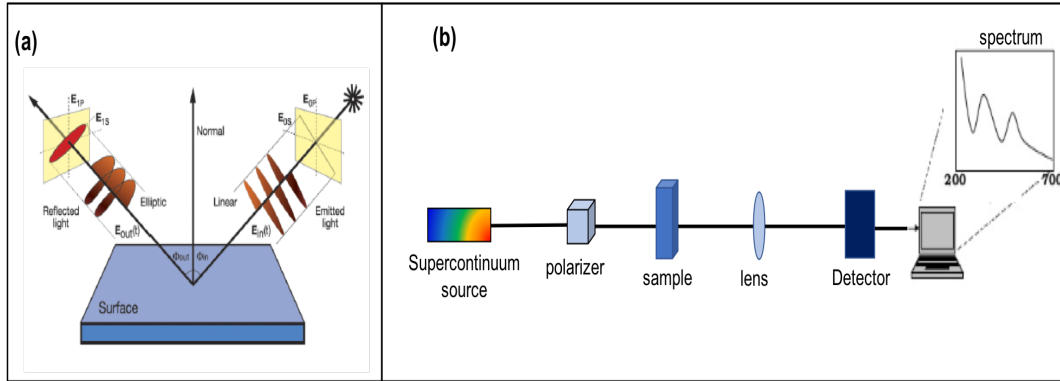 (a)
E1P
E1S
E0P
E0S
Normal
Elliptic
Linear
Reflected
light
Emitted
light
Eout(t)
Ein(t)
Φout
Φin
Surface
(b)
spectrum
200
700
Supercontinuum
source
polarizer
sample
lens
Detector